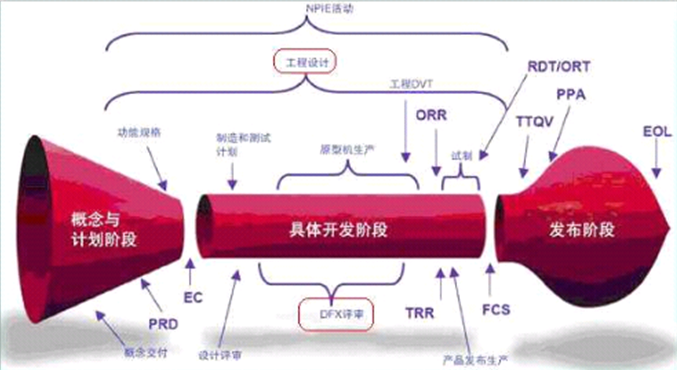 NPIE活动
工程设计
工程DVT
RDT/ORT
PPA
ORR
TTQV
EOL
功能规格
制造和测试
计划
原型机生产
试制
概念与
计划阶段
具体开发阶段
发布阶段
EC
PRD
DFX评审
TRR
FCS
概念交付
设计评审
产品发布生产